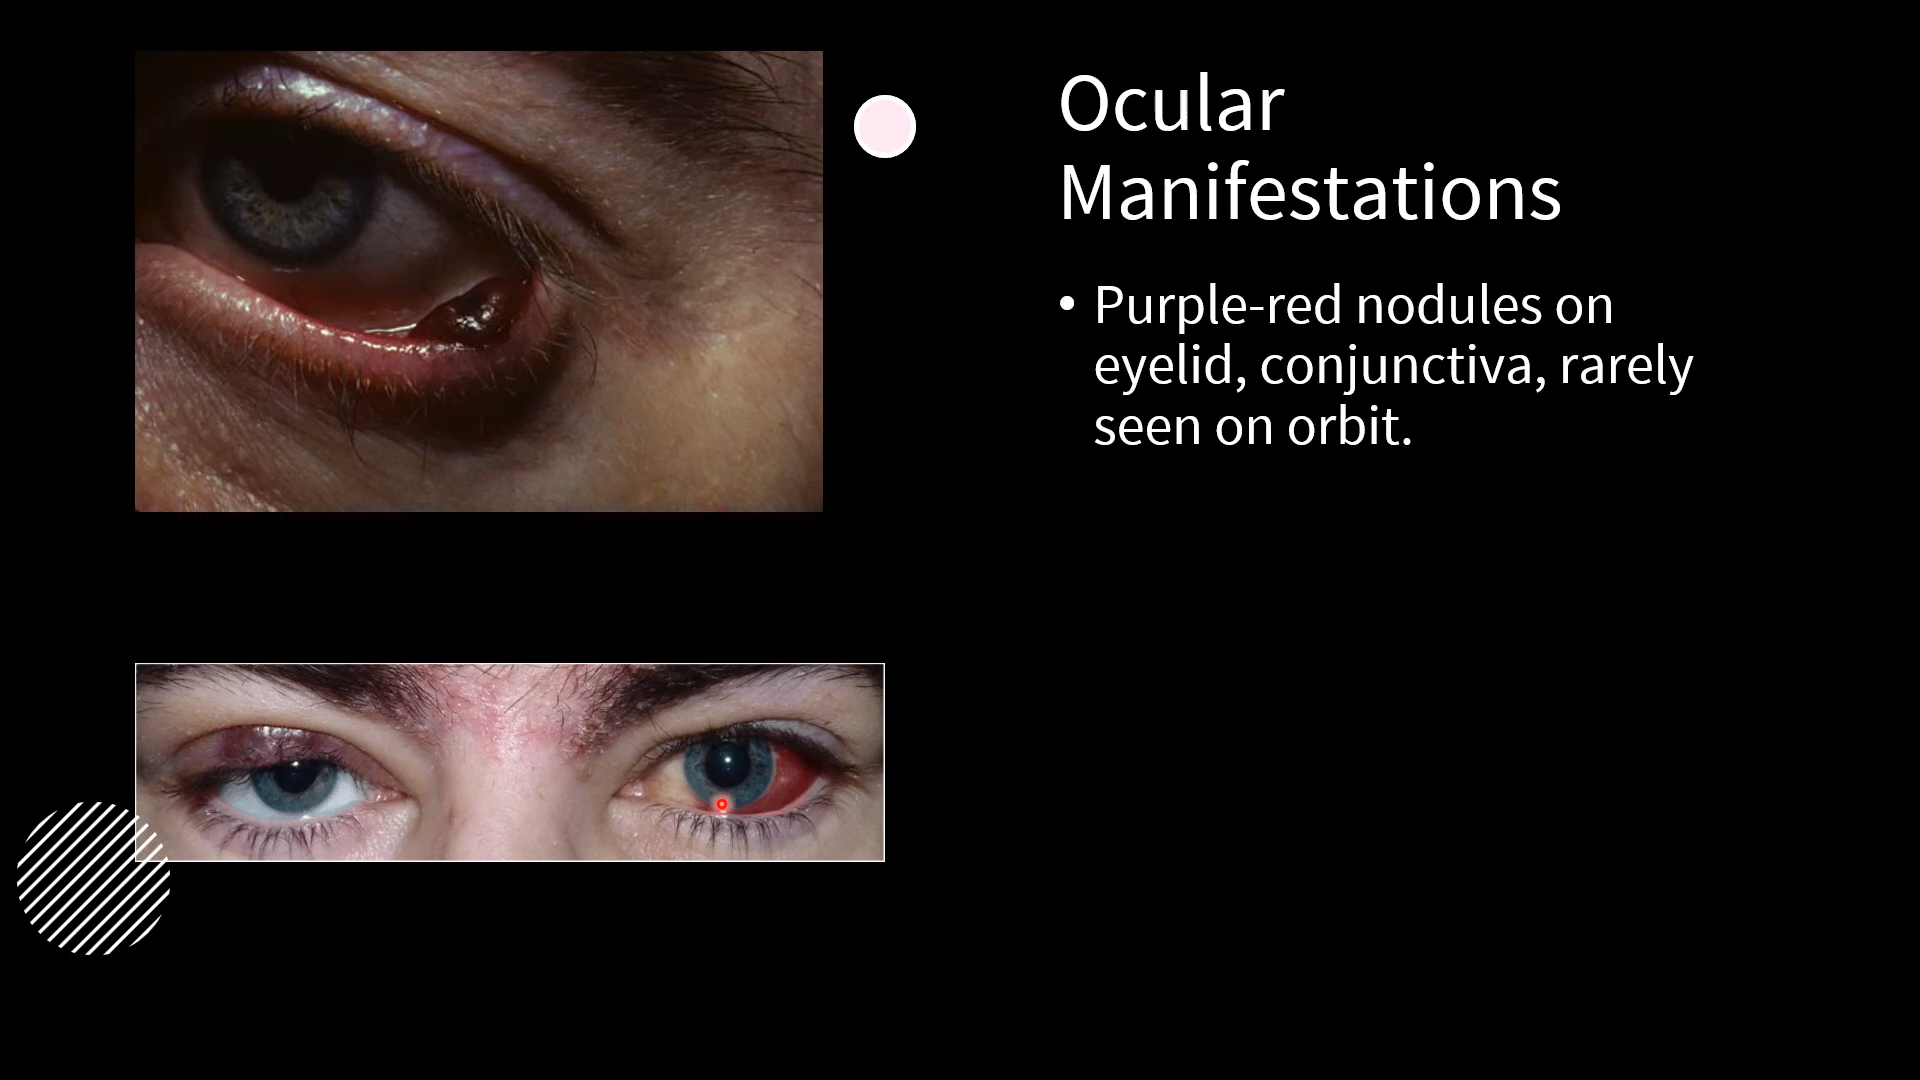 Ocular
Manifestations
• Purple-red nodules on
eyelid, conjunctiva, rarely
seen on orbit.